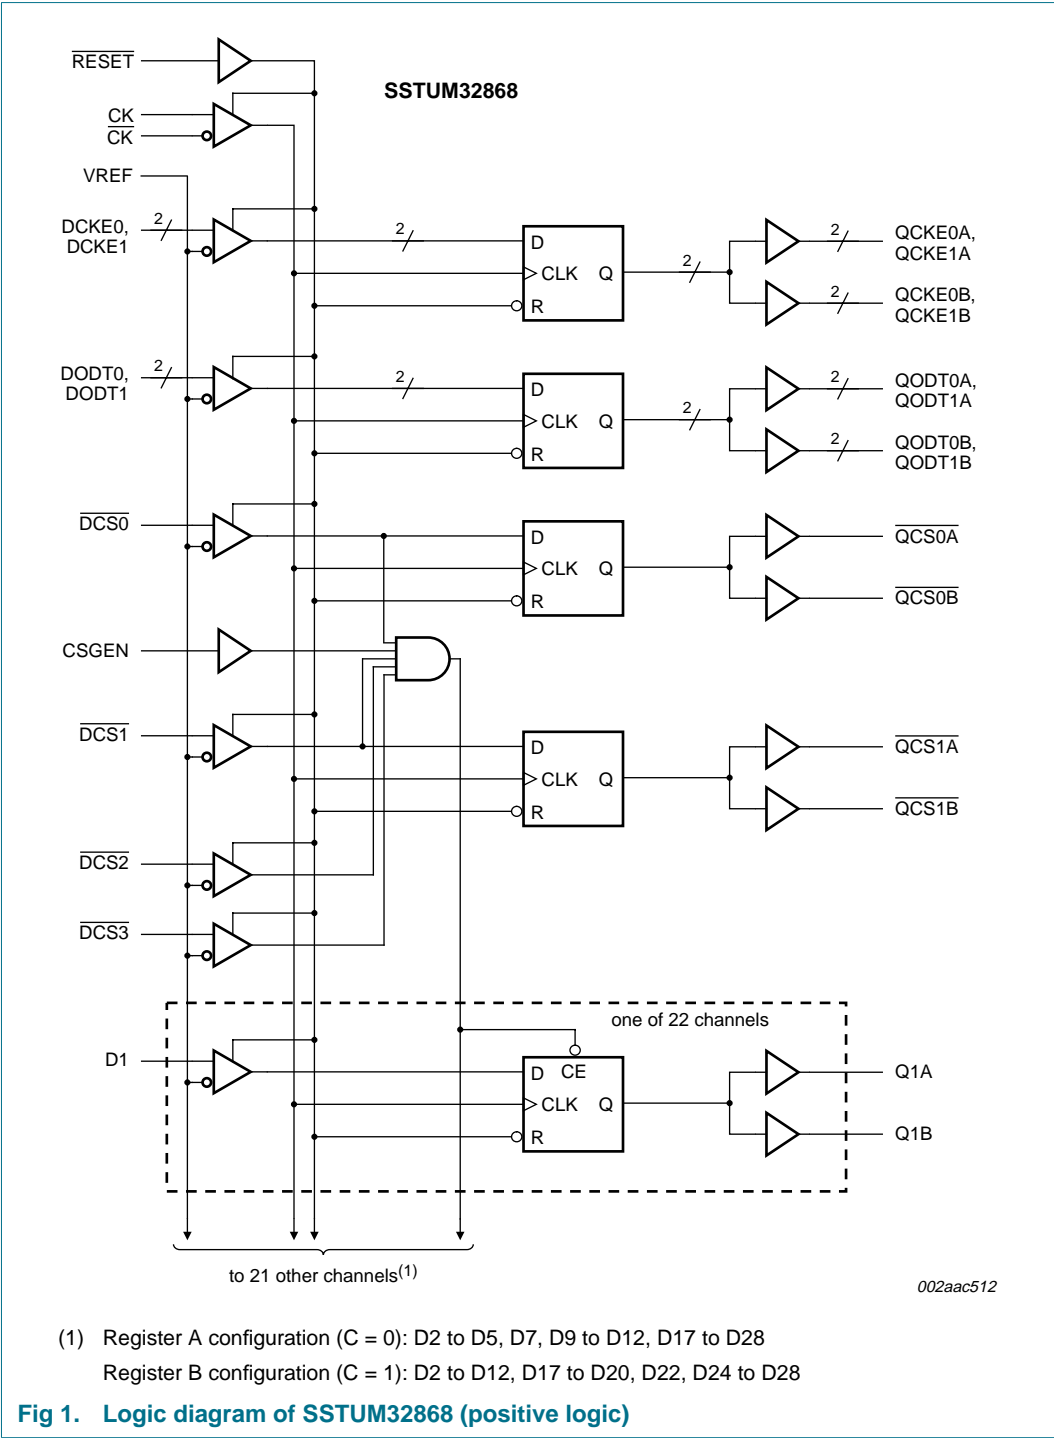 RESET
SSTUM32868
CK
CK
VREF
DCKE0,
DCKE1
2
2
D
CLK
Q
R
2
2
QCKE0A,
QCKE1A
2
QCKE0B,
QCKE1B
DODT0,
DODT1
2
2
D
CLK
Q
R
2
2
QODT0A,
QODT1A
2
QODT0B,
QODT1B
DCS0
D
CLK
Q
R
QCS0A
QCS0B
CSGEN
DCS1
D
CLK
Q
R
QCS1A
QCS1B
DCS2
DCS3
one of 22 channels
D1
D
CE
CLK
Q
R
Q1A
Q1B
to 21 other channels(1)
002aac512
(1) Register A configuration (C = 0): D2 to D5, D7, D9 to D12, D17 to D28
Register B configuration (C = 1): D2 to D12, D17 to D20, D22, D24 to D28
Fig 1. Logic diagram of SSTUM32868 (positive logic)